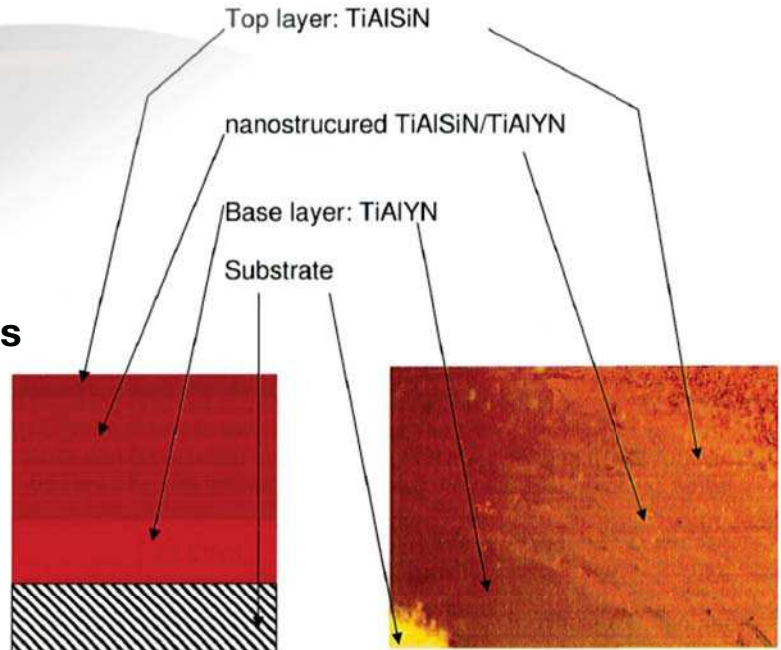 Top layer: TiAlSiN
nanostrucured TiAlSiN/TiAlYN
Base layer: TiAlYN
Substrate
s